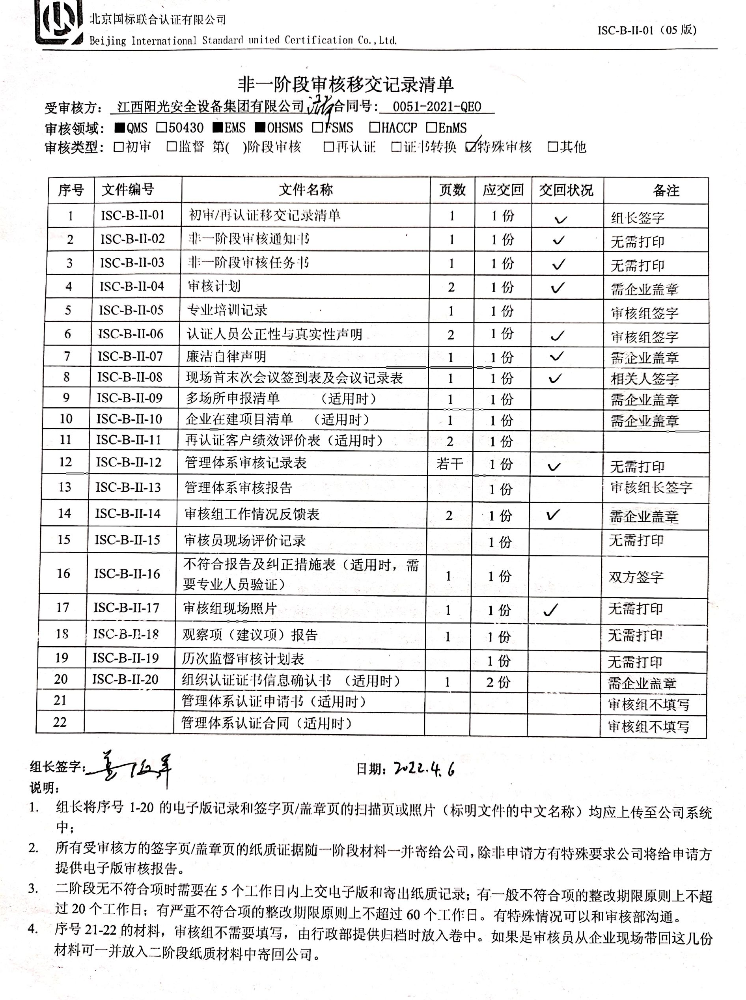 北京国标联合认证有限公司
ISC-B-II-01（05版）
Beijing International Standard united Certification Co.,Ltd.
非一阶段审核移交记录清单
受审核方： 江西阳光安全设备集团有限公司 合同号： 0051-2021-QEO
审核领域：■QMS □50430 ■EMS ■OHSMS □FSMS □HACCP □EnMS
审核类型：□初审 □监督 第( )阶段审核 □再认证 □证书转换 ☑特殊审核 □其他
序号 文件编号 文件名称 页数 应交回 交回状况 备注
1 ISC-B-II-01 初审/再认证移交记录清单 1 1份 ✓ 组长签字
2 ISC-B-II-02 非一阶段审核通知书 1 1份 ✓ 无需打印
3 ISC-B-II-03 非一阶段审核任务书 1 1份 ✓ 无需打印
4 ISC-B-II-04 审核计划 2 1份 ✓ 需企业盖章
5 ISC-B-II-05 专业培训记录 1 1份 审核组签字
6 ISC-B-II-06 认证人员公正性与真实性声明 2 1份 ✓ 审核组签字
7 ISC-B-II-07 廉洁自律声明 1 1份 ✓ 需企业盖章
8 ISC-B-II-08 现场首末次会议签到表及会议记录表 1 1份 ✓ 相关人签字
9 ISC-B-II-09 多场所申报清单 （适用时） 1 1份 需企业盖章
10 ISC-B-II-10 企业在建项目清单 （适用时） 1 1份 需企业盖章
11 ISC-B-II-11 再认证客户绩效评价表（适用时） 2 1份
12 ISC-B-II-12 管理体系审核记录表 若干 1份 ✓ 无需打印
13 ISC-B-II-13 管理体系审核报告 1份 审核组长签字
14 ISC-B-II-14 审核组工作情况反馈表 2 1份 ✓ 需企业盖章
15 ISC-B-II-15 审核员现场评价记录 1份 无需打印
16 ISC-B-II-16 不符合报告及纠正措施表（适用时，需
要专业人员验证） 1 1份 双方签字
17 ISC-B-II-17 审核组现场照片 1 1份 ✓ 无需打印
18 ISC-B-II-18 观察项（建议项）报告 1 1份 无需打印
19 ISC-B-II-19 历次监督审核计划表 1份 无需打印
20 ISC-B-II-20 组织认证证书信息确认书 （适用时） 1 2份 需企业盖章
21 管理体系认证申请书（适用时） 审核组不填写
22 管理体系认证合同（适用时） 审核组不填写
组长签字： 日期：2022.4.6
说明：
1. 组长将序号 1-20 的电子版记录和签字页/盖章页的扫描页或照片（标明文件的中文名称）均应上传至公司系统
中；
2. 所有受审核方的签字页/盖章页的纸质证据随一阶段材料一并寄给公司，除非申请方有特殊要求公司将给申请方
提供电子版审核报告。
3. 二阶段无不符合项时需要在 5 个工作日内上交电子版和寄出纸质记录；有一般不符合项的整改期限原则上不超
过 20 个工作日；有严重不符合项的整改期限原则上不超过 60 个工作日。有特殊情况可以和审核部沟通。
4. 序号 21-22 的材料，审核组不需要填写，由行政部提供归档时放入卷中。如果是审核员从企业现场带回这几份
材料可一并放入二阶段纸质材料中寄回公司。